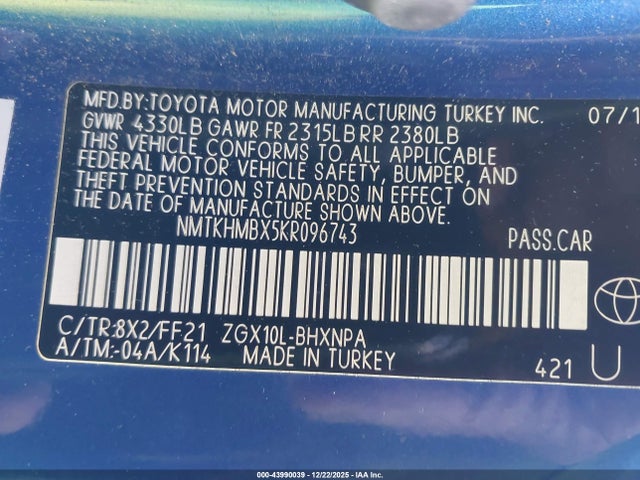 MFD.BY:TOYOTA MOTOR MANUFACTURING TURKEY INC. 07/1
GVWR 4330LB GAWR FR 2315LB RR 2380LB
THIS VEHICLE CONFORMS TO ALL APPLICABLE
FEDERAL MOTOR VEHICLE SAFETY, BUMPER, AND
THEFT PREVENTION STANDARDS IN EFFECT ON
THE DATE OF MANUFACTURE SHOWN ABOVE.
NMTKHMBX5KR096743 PASS.CAR
C/TR:8X2/FF21 ZGX10L-BHXNPA
A/TM:-04A/K114 MADE IN TURKEY 421 U
000-43990039 - 12/22/2025 - IAA Inc.